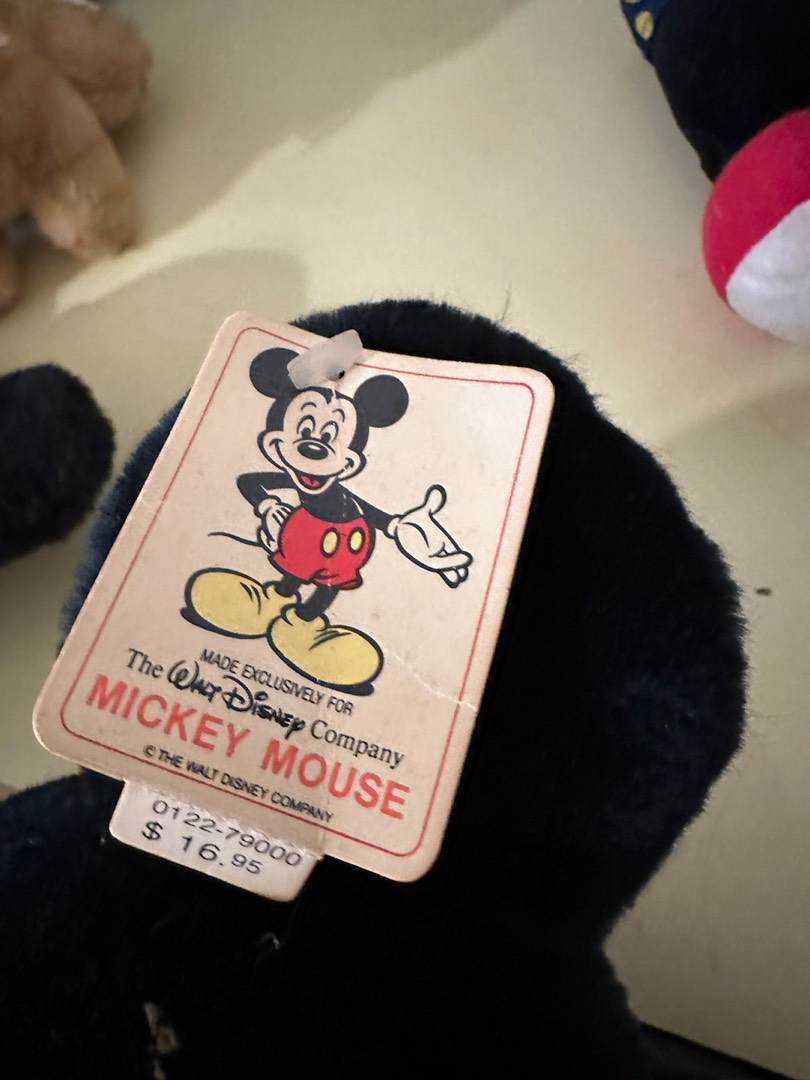 MADE EXCLUSIVELY FOR
The Walt Disney Company
MICKEY MOUSE
© THE WALT DISNEY COMPANY
0122-79000
$ 16.95